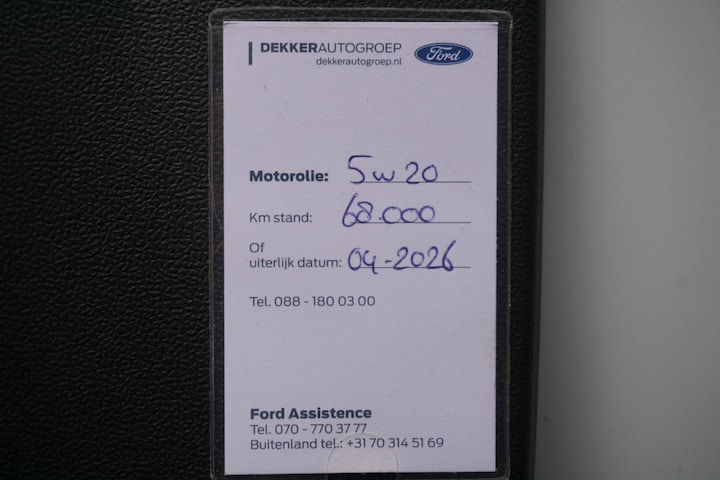 DEKKERAUTOGROEP
dekkerautogroep.nl
Ford
Motorolie: 5w20
Km stand: 68.000
Of
uiterlijk datum: 04-2026
Tel. 088 - 180 03 00
Ford Assistence
Tel. 070 - 770 37 77
Buitenland tel.: +31 70 314 51 69